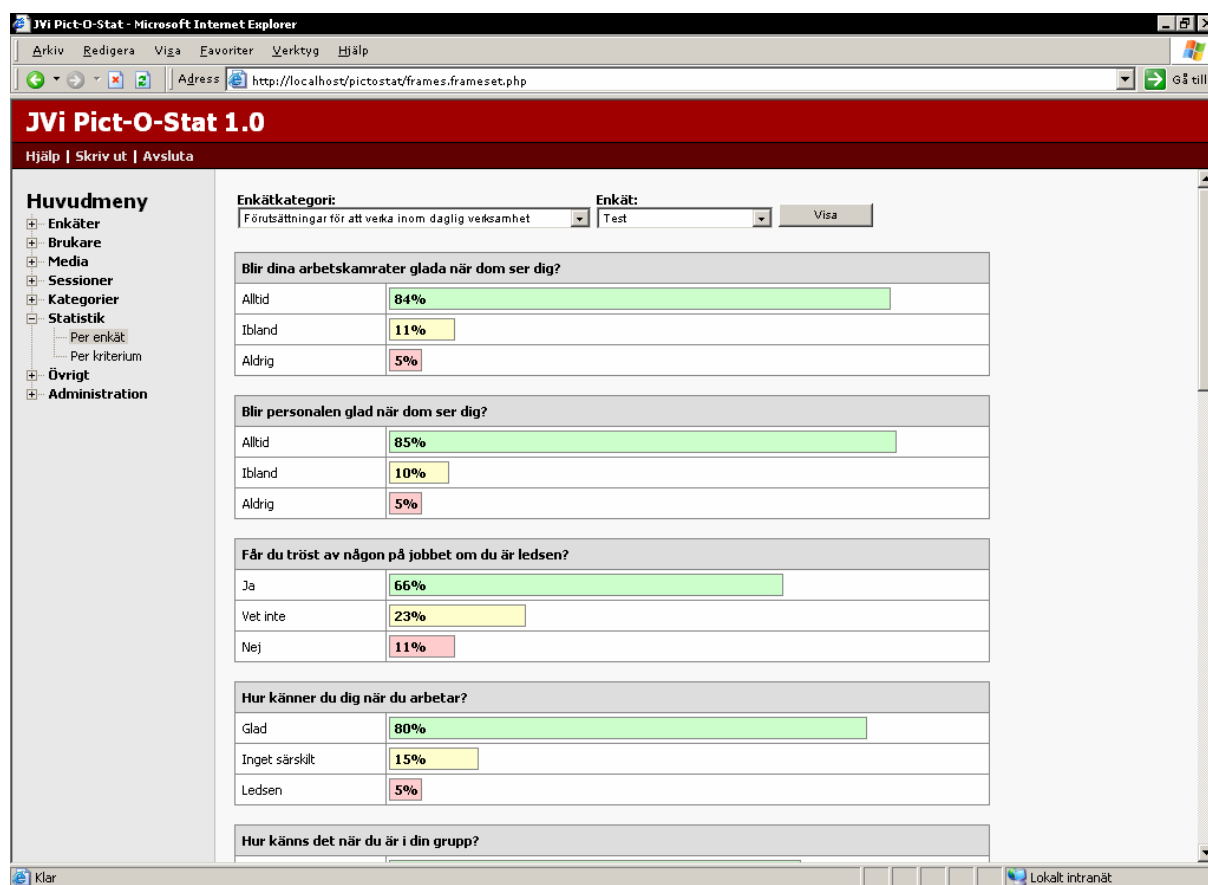 JVi Pict-O-Stat - Microsoft Internet Explorer
Arkiv Redigera Visa Favoriter Verktyg Hjälp
Adress http://localhost/pictostat/frames.frameset.php Gå till
JVi Pict-O-Stat 1.0
Hjälp | Skriv ut | Avsluta
Huvudmeny
Enkäter
Brukare
Media
Sessioner
Kategorier
Statistik
Per enkät
Per kriterium
Övrigt
Administration
Enkätkategori: Enkät:
Förutsättningar för att verka inom daglig verksamhet Test Visa
Blir dina arbetskamrater glada när dom ser dig?
Alltid 84%
Ibland 11%
Aldrig 5%
Blir personalen glad när dom ser dig?
Alltid 85%
Ibland 10%
Aldrig 5%
Får du tröst av någon på jobbet om du är ledsen?
Ja 66%
Vet inte 23%
Nej 11%
Hur känner du dig när du arbetar?
Glad 80%
Inget särskilt 15%
Ledsen 5%
Hur känns det när du är i din grupp?
Klar Lokalt intranät